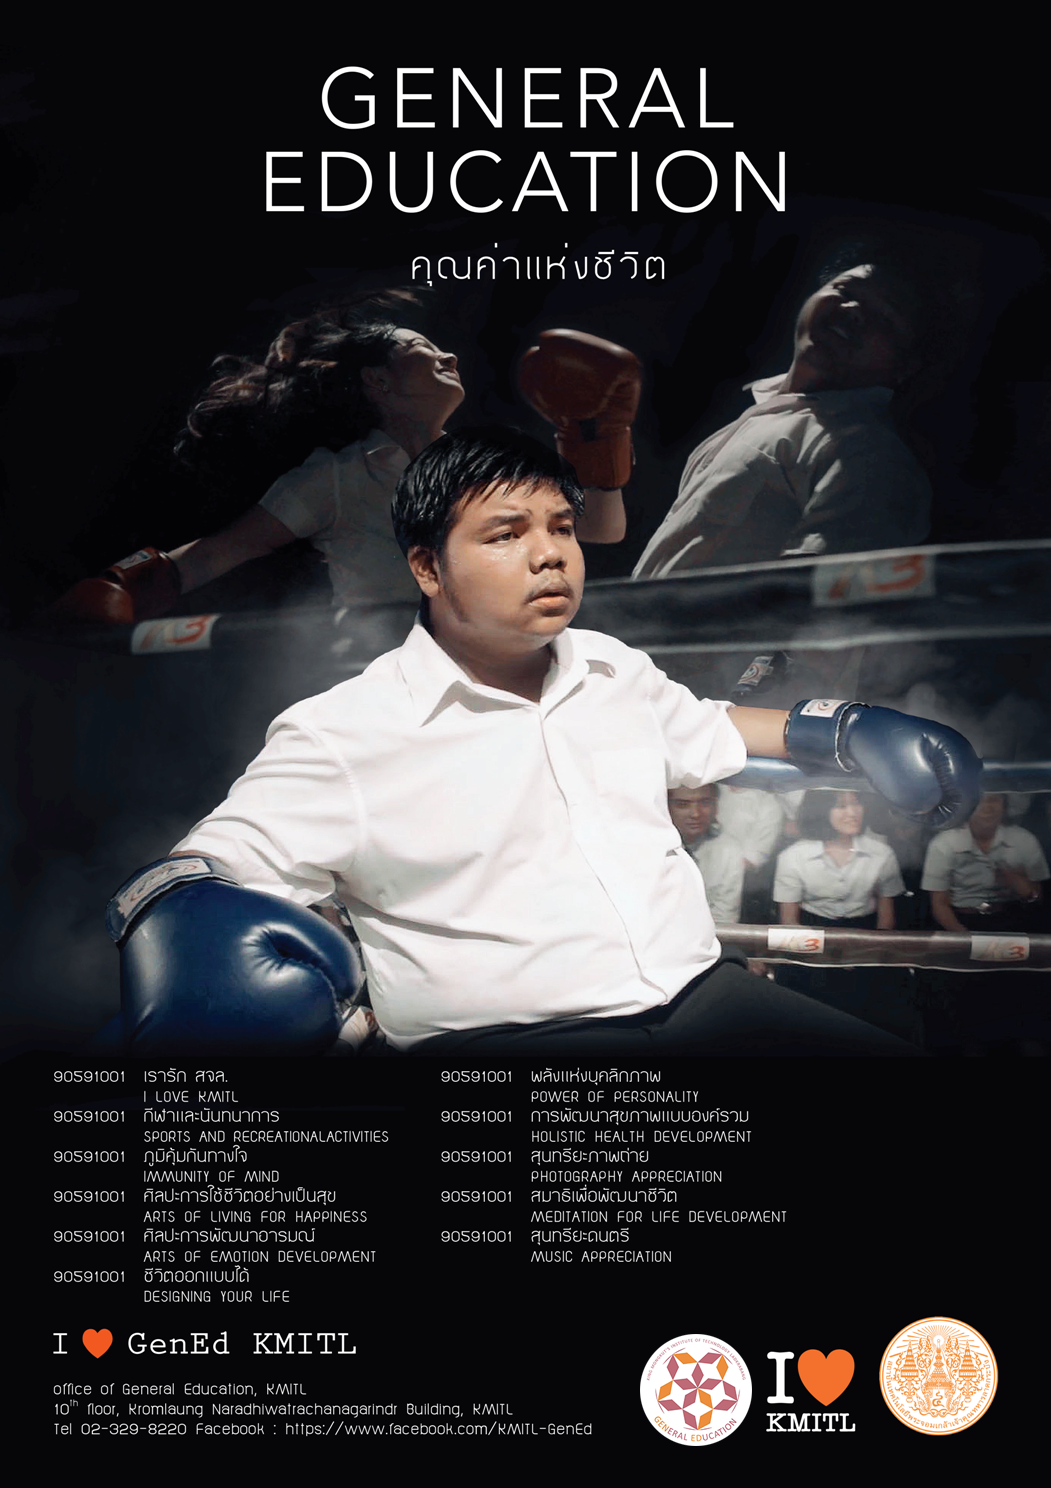 GENERAL
EDUCATION
คุณค่าแห่งชีวิต
90591001 เรารัก สจล.
I LOVE KMITL
90591001 กีฬาและนันทนาการ
SPORTS AND RECREATIONALACTIVITIES
90591001 ภูมิคุ้มกันทางใจ
IMMUNITY OF MIND
90591001 ศิลปะการใช้ชีวิตอย่างเป็นสุข
ARTS OF LIVING FOR HAPPINESS
90591001 ศิลปะการพัฒนาอารมณ์
ARTS OF EMOTION DEVELOPMENT
90591001 ชีวิตออกแบบได้
DESIGNING YOUR LIFE
90591001 พลังแห่งบุคลิกภาพ
POWER OF PERSONALITY
90591001 การพัฒนาสุขภาพแบบองค์รวม
HOLISTIC HEALTH DEVELOPMENT
90591001 สุนทรียะภาพถ่าย
PHOTOGRAPHY APPRECIATION
90591001 สมาธิเพื่อพัฒนาชีวิต
MEDITATION FOR LIFE DEVELOPMENT
90591001 สุนทรียะดนตรี
MUSIC APPRECIATION
I ♥ GenEd KMITL
office of General Education, KMITL
10th floor, Kromlaung Naradhiwatrachanagarindr Building, KMITL
Tel 02-329-8220 Facebook : https://www.facebook.com/KMITL-GenEd
KING MONGKUT'S INSTITUTE OF TECHNOLOGY LADKRABANG
GENERAL EDUCATION
I ♥
KMITL